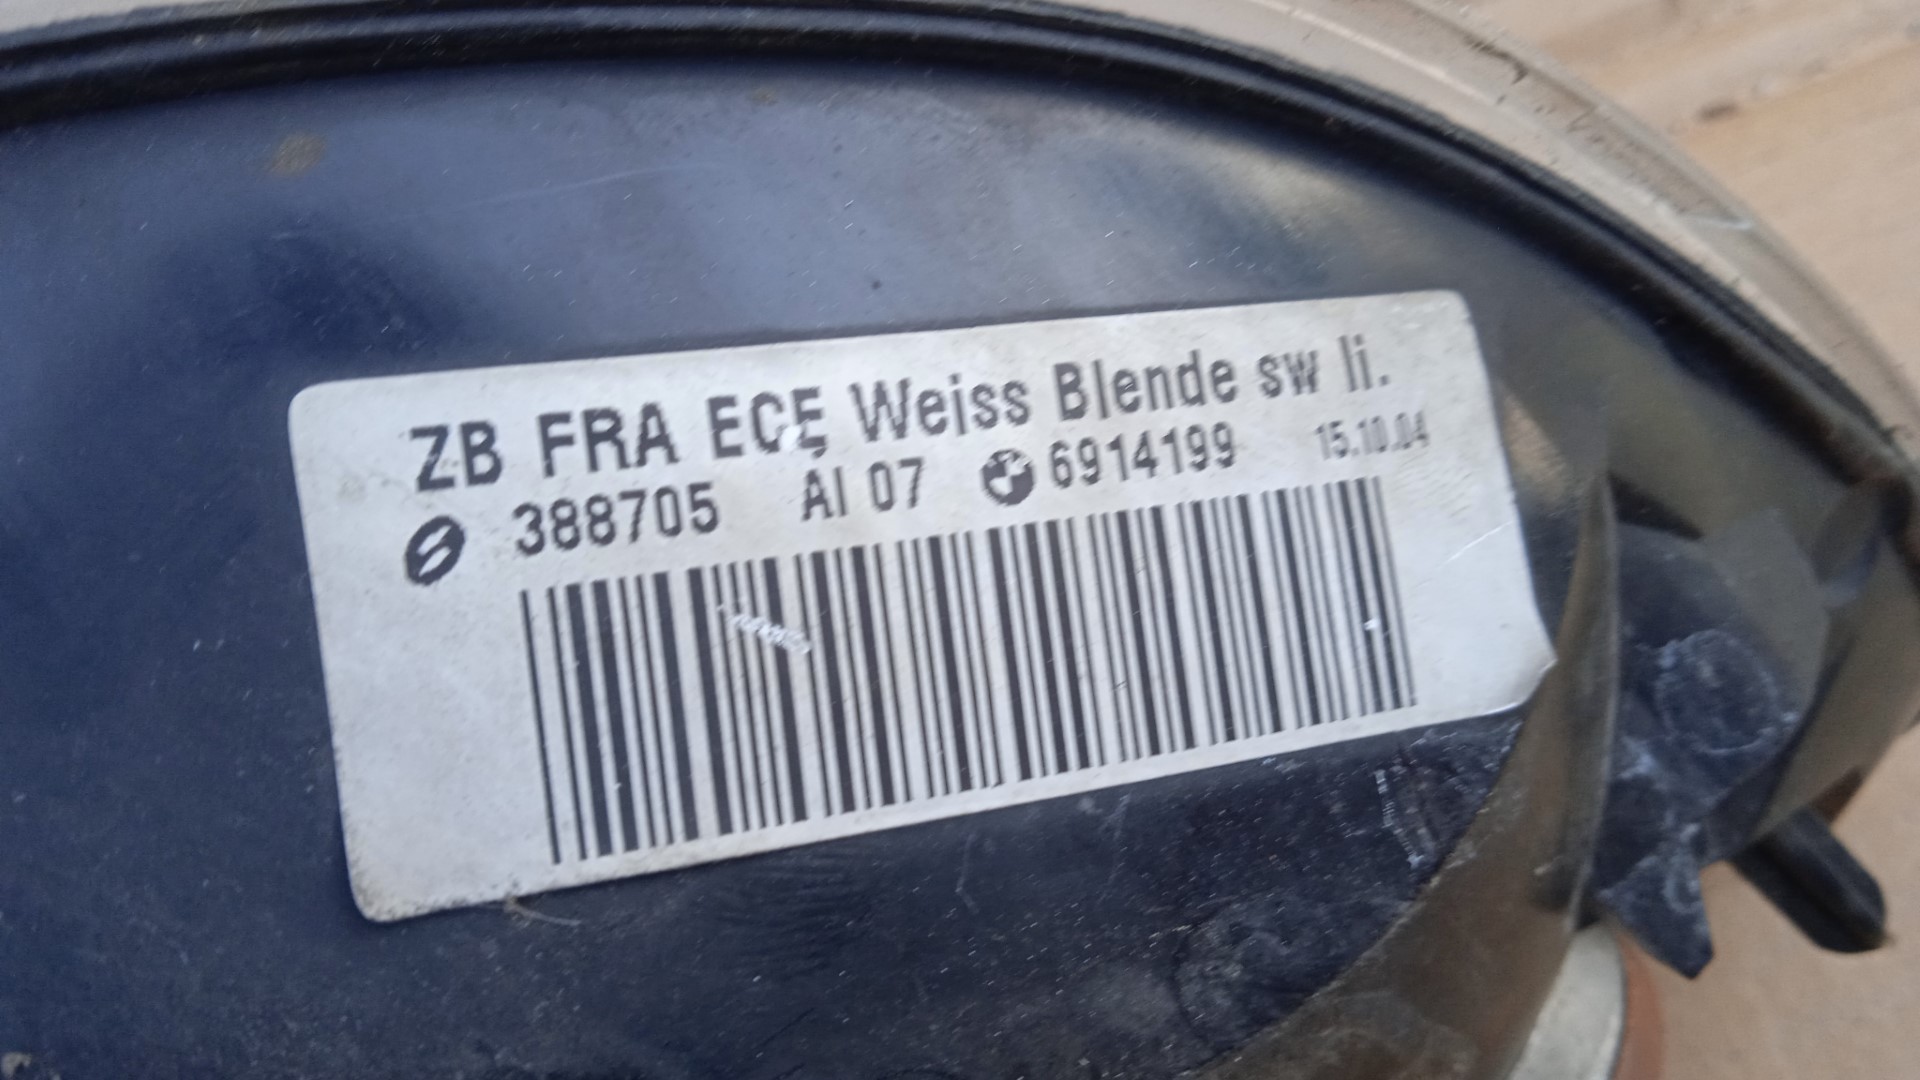 ZB FRA ECE Weiss Blende sw li.
388705 AI 07 6914199 15.10.04